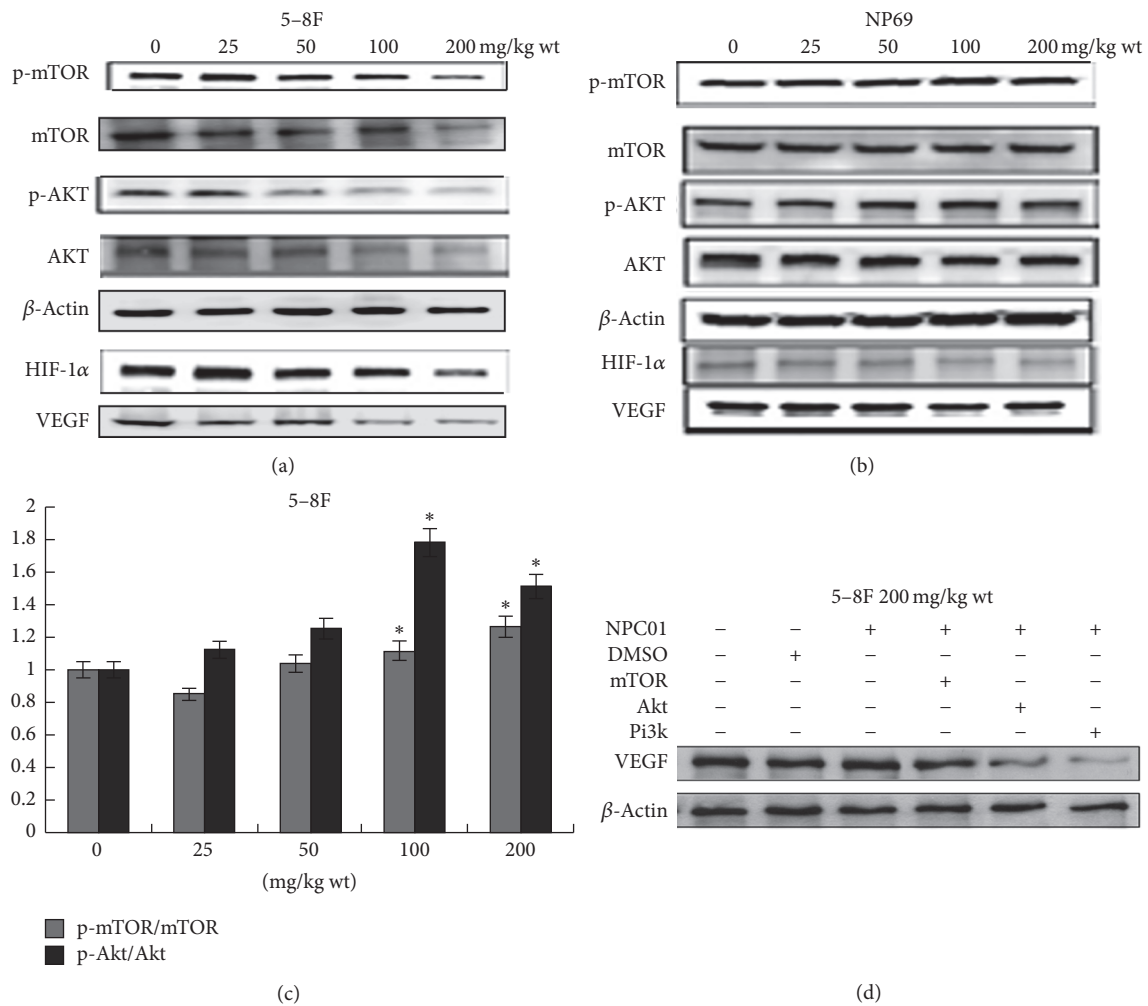 5–8F
0 25 50 100 200 mg/kg wt
p-mTOR
mTOR
p-AKT
AKT
β-Actin
HIF-1α
VEGF
(a)
NP69
0 25 50 100 200 mg/kg wt
p-mTOR
mTOR
p-AKT
AKT
β-Actin
HIF-1α
VEGF
(b)
5–8F
2
1.8
1.6
1.4
1.2
1
0.8
0.6
0.4
0.2
0
* * * *
0 25 50 100 200
(mg/kg wt)
p-mTOR/mTOR
p-Akt/Akt
(c)
5–8F 200 mg/kg wt
NPC01 – – + + + +
DMSO – + – – – –
mTOR – – – + – –
Akt – – – – + –
Pi3k – – – – – +
VEGF
β-Actin
(d)